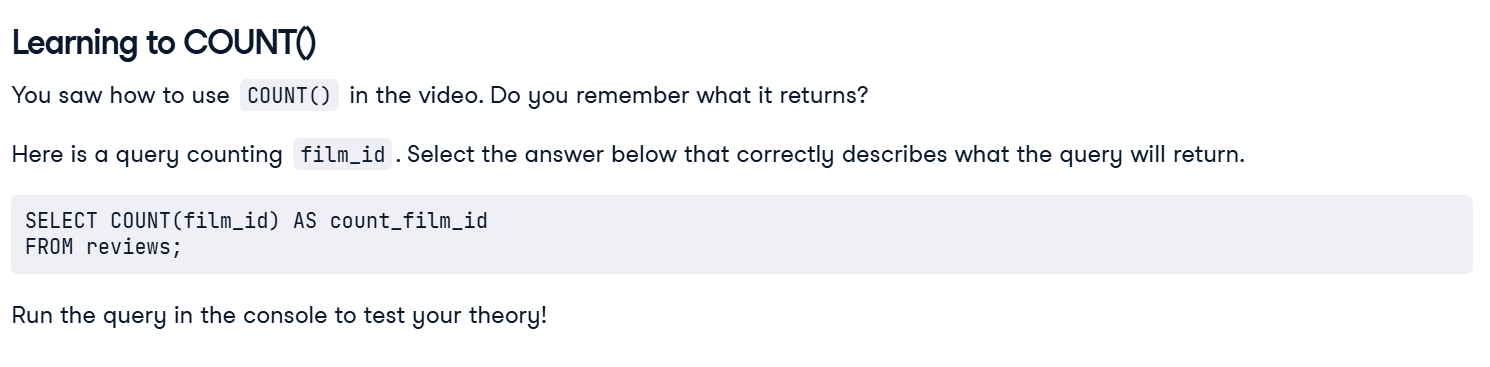 Learning to COUNT()
You saw how to use COUNT() in the video. Do you remember what it returns?
Here is a query counting film_id . Select the answer below that correctly describes what the query will return.
SELECT COUNT(film_id) AS count_film_id
FROM reviews;
Run the query in the console to test your theory!